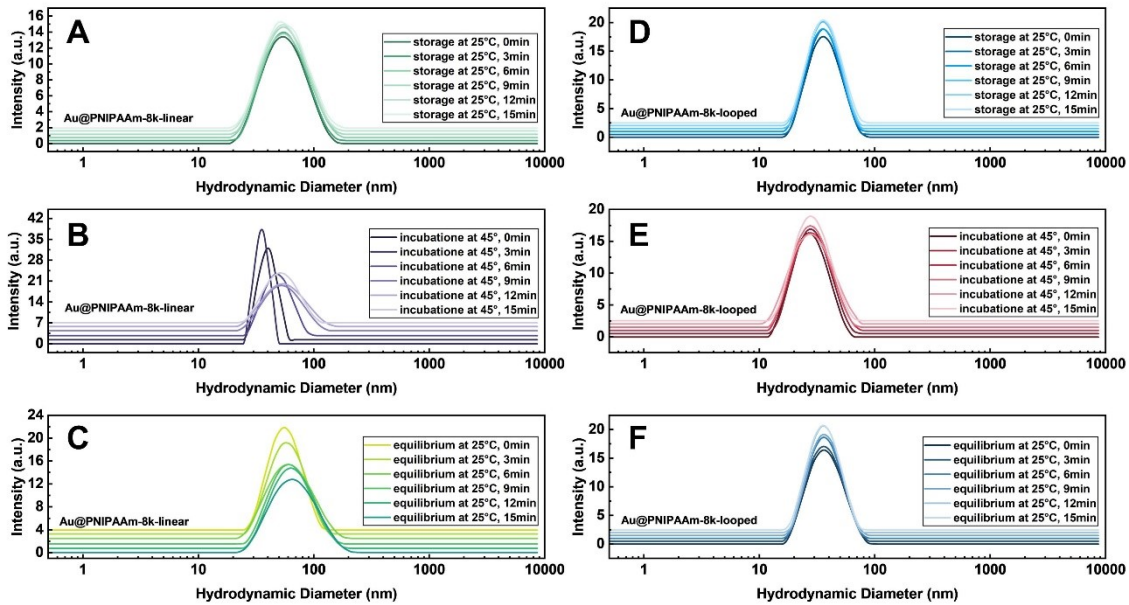 A
Intensity (a.u.)
16
14
12
10
8
6
4
2
0
storage at 25°C, 0min
storage at 25°C, 3min
storage at 25°C, 6min
storage at 25°C, 9min
storage at 25°C, 12min
storage at 25°C, 15min
Au@PNIPAAm-8k-linear
1 10 100 1000 10000
Hydrodynamic Diameter (nm)
D
Intensity (a.u.)
20
15
10
5
0
storage at 25°C, 0min
storage at 25°C, 3min
storage at 25°C, 6min
storage at 25°C, 9min
storage at 25°C, 12min
storage at 25°C, 15min
Au@PNIPAAm-8k-looped
1 10 100 1000 10000
Hydrodynamic Diameter (nm)
B
Intensity (a.u.)
42
35
28
21
14
7
0
incubatione at 45°, 0min
incubatione at 45°, 3min
incubatione at 45°, 6min
incubatione at 45°, 9min
incubatione at 45°, 12min
incubatione at 45°, 15min
Au@PNIPAAm-8k-linear
1 10 100 1000 10000
Hydrodynamic Diameter (nm)
E
Intensity (a.u.)
20
15
10
5
0
incubatione at 45°, 0min
incubatione at 45°, 3min
incubatione at 45°, 6min
incubatione at 45°, 9min
incubatione at 45°, 12min
incubatione at 45°, 15min
Au@PNIPAAm-8k-looped
1 10 100 1000 10000
Hydrodynamic Diameter (nm)
C
Intensity (a.u.)
24
20
16
12
8
4
0
equilibrium at 25°C, 0min
equilibrium at 25°C, 3min
equilibrium at 25°C, 6min
equilibrium at 25°C, 9min
equilibrium at 25°C, 12min
equilibrium at 25°C, 15min
Au@PNIPAAm-8k-linear
1 10 100 1000 10000
Hydrodynamic Diameter (nm)
F
Intensity (a.u.)
20
15
10
5
0
equilibrium at 25°C, 0min
equilibrium at 25°C, 3min
equilibrium at 25°C, 6min
equilibrium at 25°C, 9min
equilibrium at 25°C, 12min
equilibrium at 25°C, 15min
Au@PNIPAAm-8k-looped
1 10 100 1000 10000
Hydrodynamic Diameter (nm)